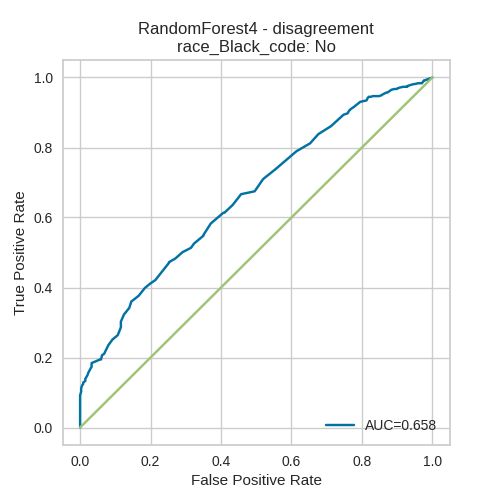 RandomForest4 - disagreement
race_Black_code: No
True Positive Rate
1.0
0.8
0.6
0.4
0.2
0.0
AUC=0.658
0.0 0.2 0.4 0.6 0.8 1.0
False Positive Rate